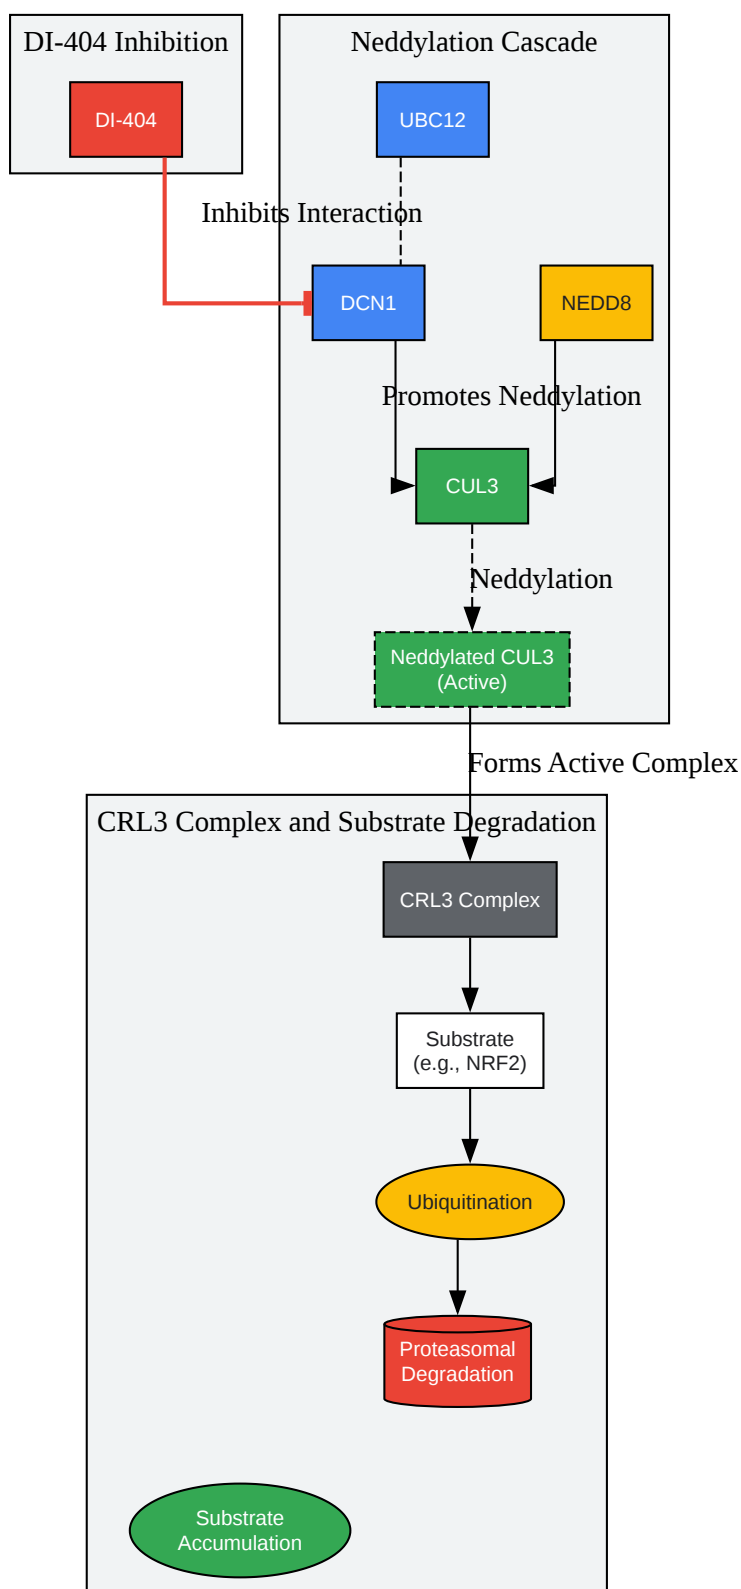 DI-404 Inhibition
Neddylation Cascade
DI-404
UBC12
Inhibits Interaction
DCN1
NEDD8
Promotes Neddylation
CUL3
Neddylation
Neddylated CUL3
(Active)
Forms Active Complex
CRL3 Complex and Substrate Degradation
CRL3 Complex
Substrate
(e.g., NRF2)
Ubiquitination
Proteasomal
Degradation
Substrate
Accumulation